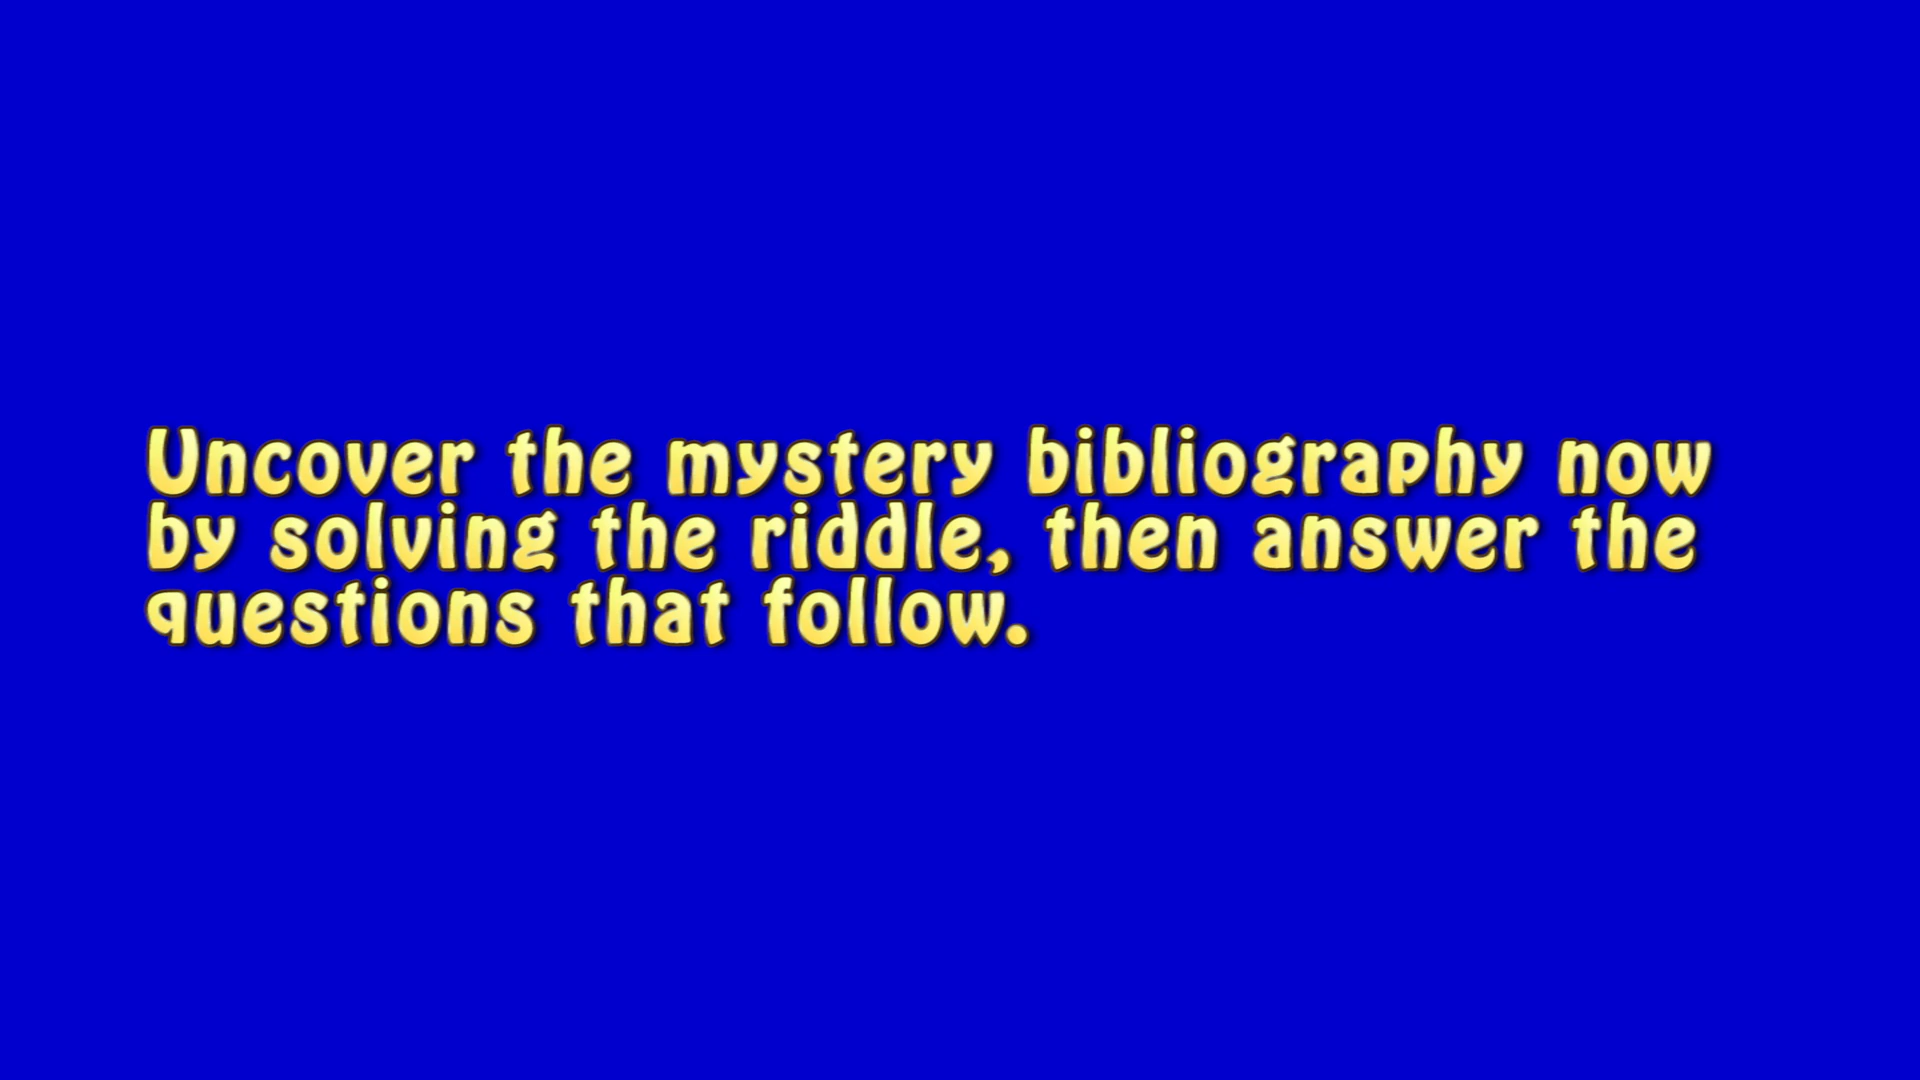 Uncover the mystery bibliography now
by solving the riddle, then answer the
questions that follow.